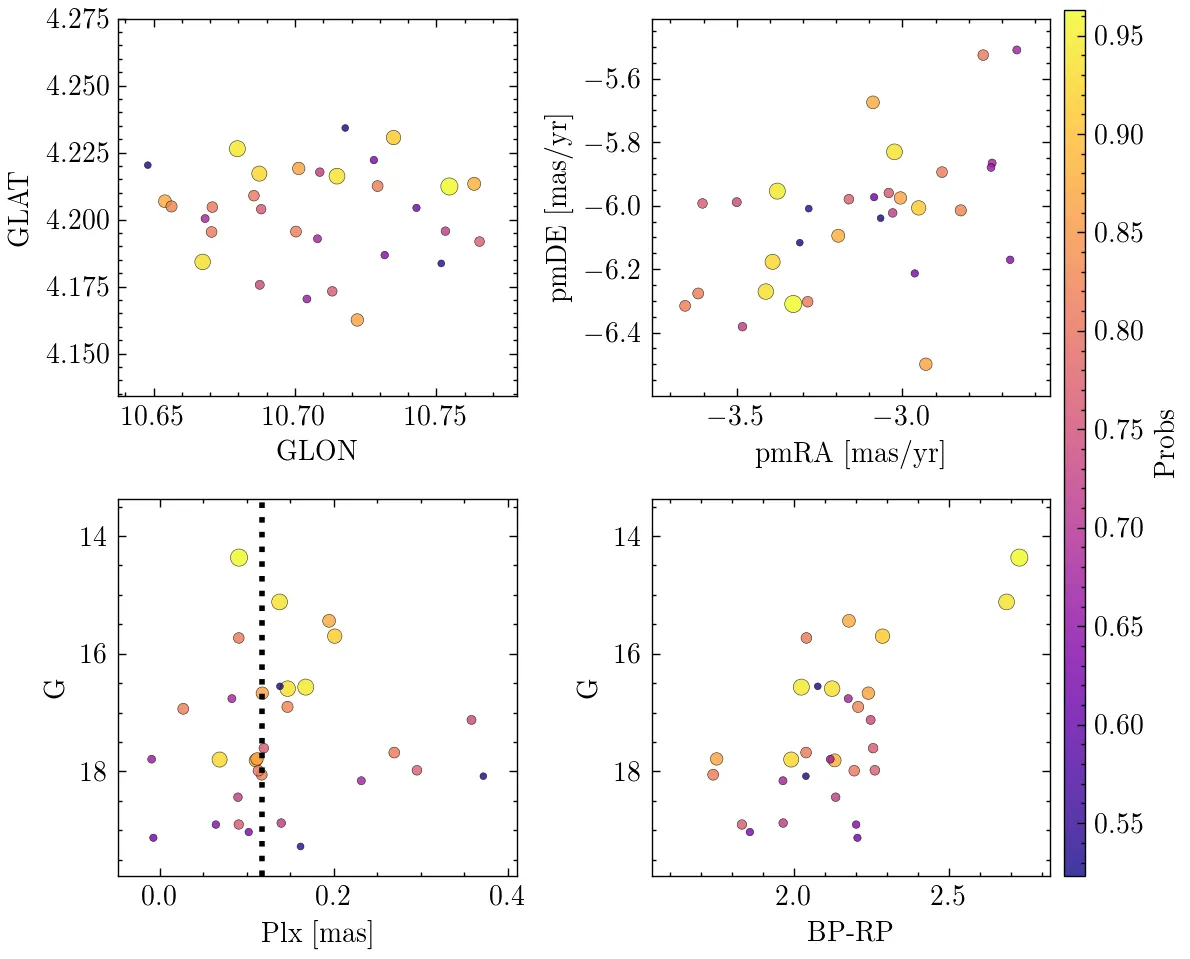 4.275
4.250
4.225
4.200
4.175
4.150
GLAT
10.65 10.70 10.75
GLON
−5.6
−5.8
−6.0
−6.2
−6.4
pmDE [mas/yr]
−3.5 −3.0
pmRA [mas/yr]
14
16
18
G
0.0 0.2 0.4
Plx [mas]
14
16
18
G
2.0 2.5
BP-RP
0.95
0.90
0.85
0.80
0.75
0.70
0.65
0.60
0.55
Probs